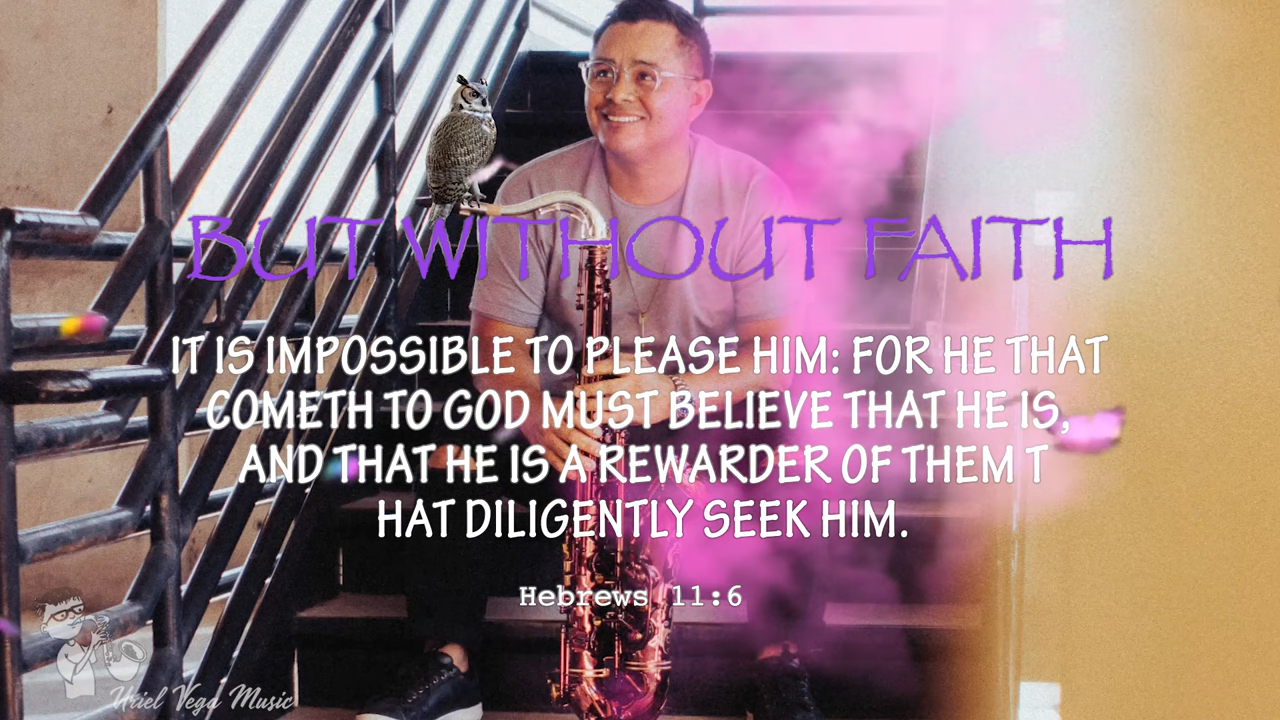 BUT WITHOUT FAITH
IT IS IMPOSSIBLE TO PLEASE HIM: FOR HE THAT
COMETH TO GOD MUST BELIEVE THAT HE IS,
AND THAT HE IS A REWARDER OF THEM T
HAT DILIGENTLY SEEK HIM.
Hebrews 11:6
Uriel Vega Music